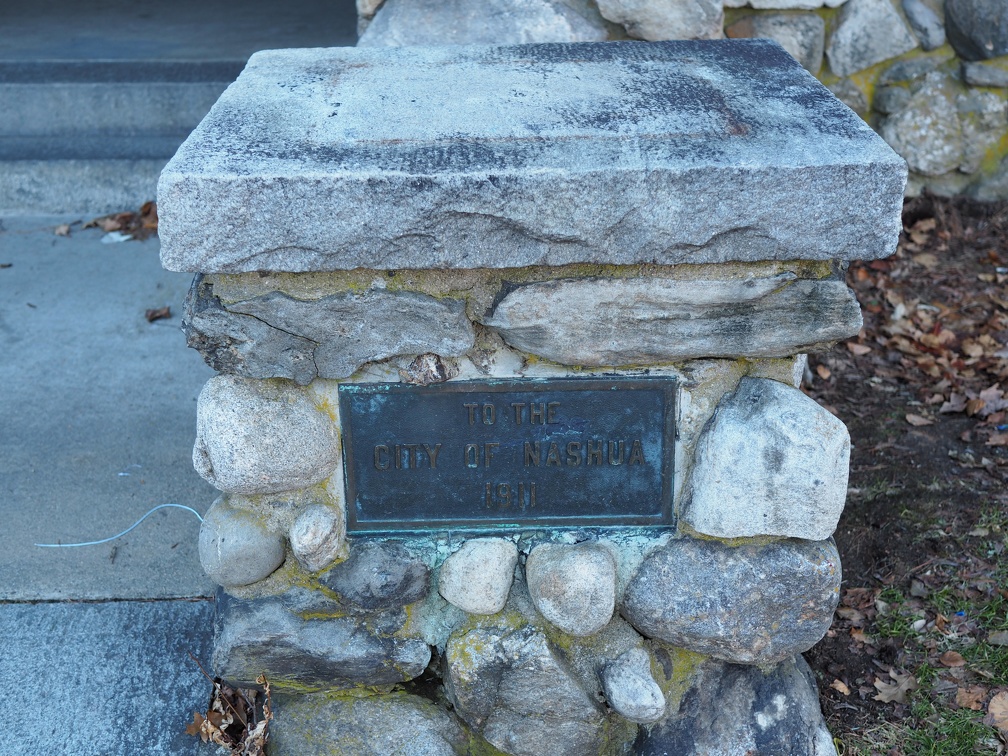 TO THE
CITY OF NASHUA
1911